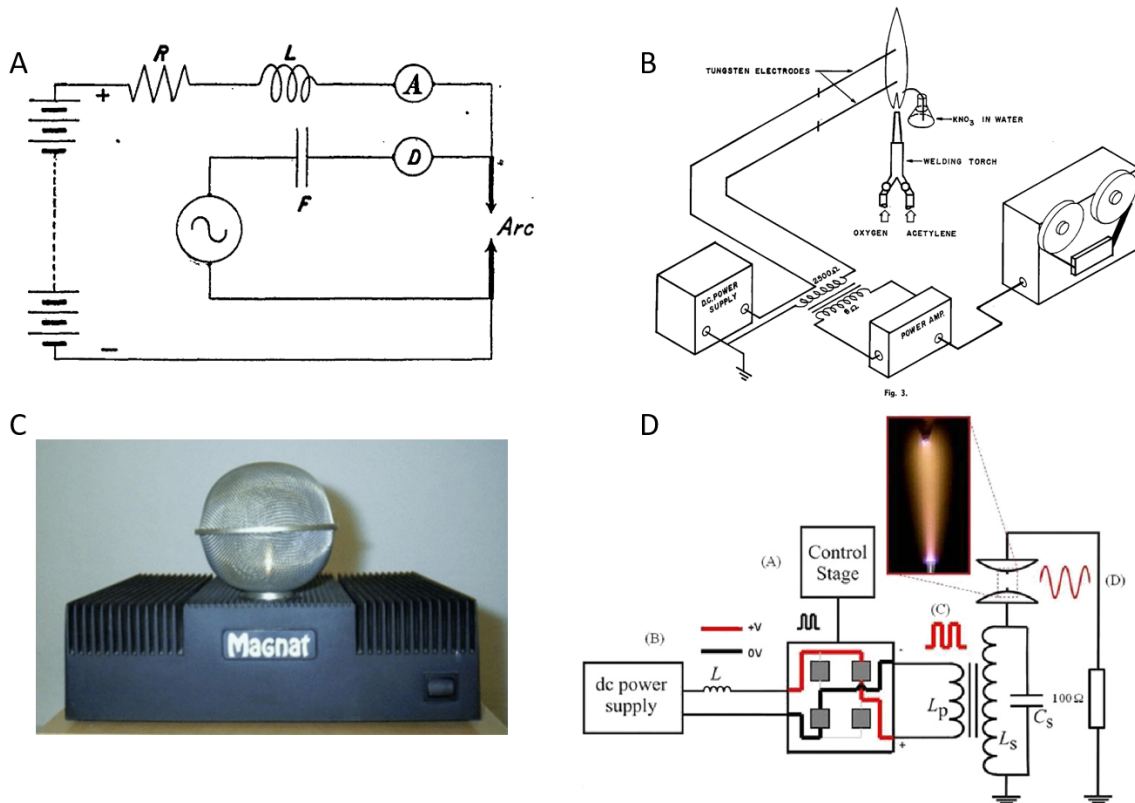 A
R
L
A
+
D
F
Arc
−
B
TUNGSTEN ELECTRODES
KNO₃ IN WATER
WELDING TORCH
OXYGEN
ACETYLENE
2500Ω
8Ω
D.C. POWER
SUPPLY
POWER AMP.
Fig. 3.
C
Magnat
D
(A)
Control
Stage
(B)
+V
0V
(C)
(D)
dc power
supply
L
-
+
Lp
Ls
Cs
100Ω